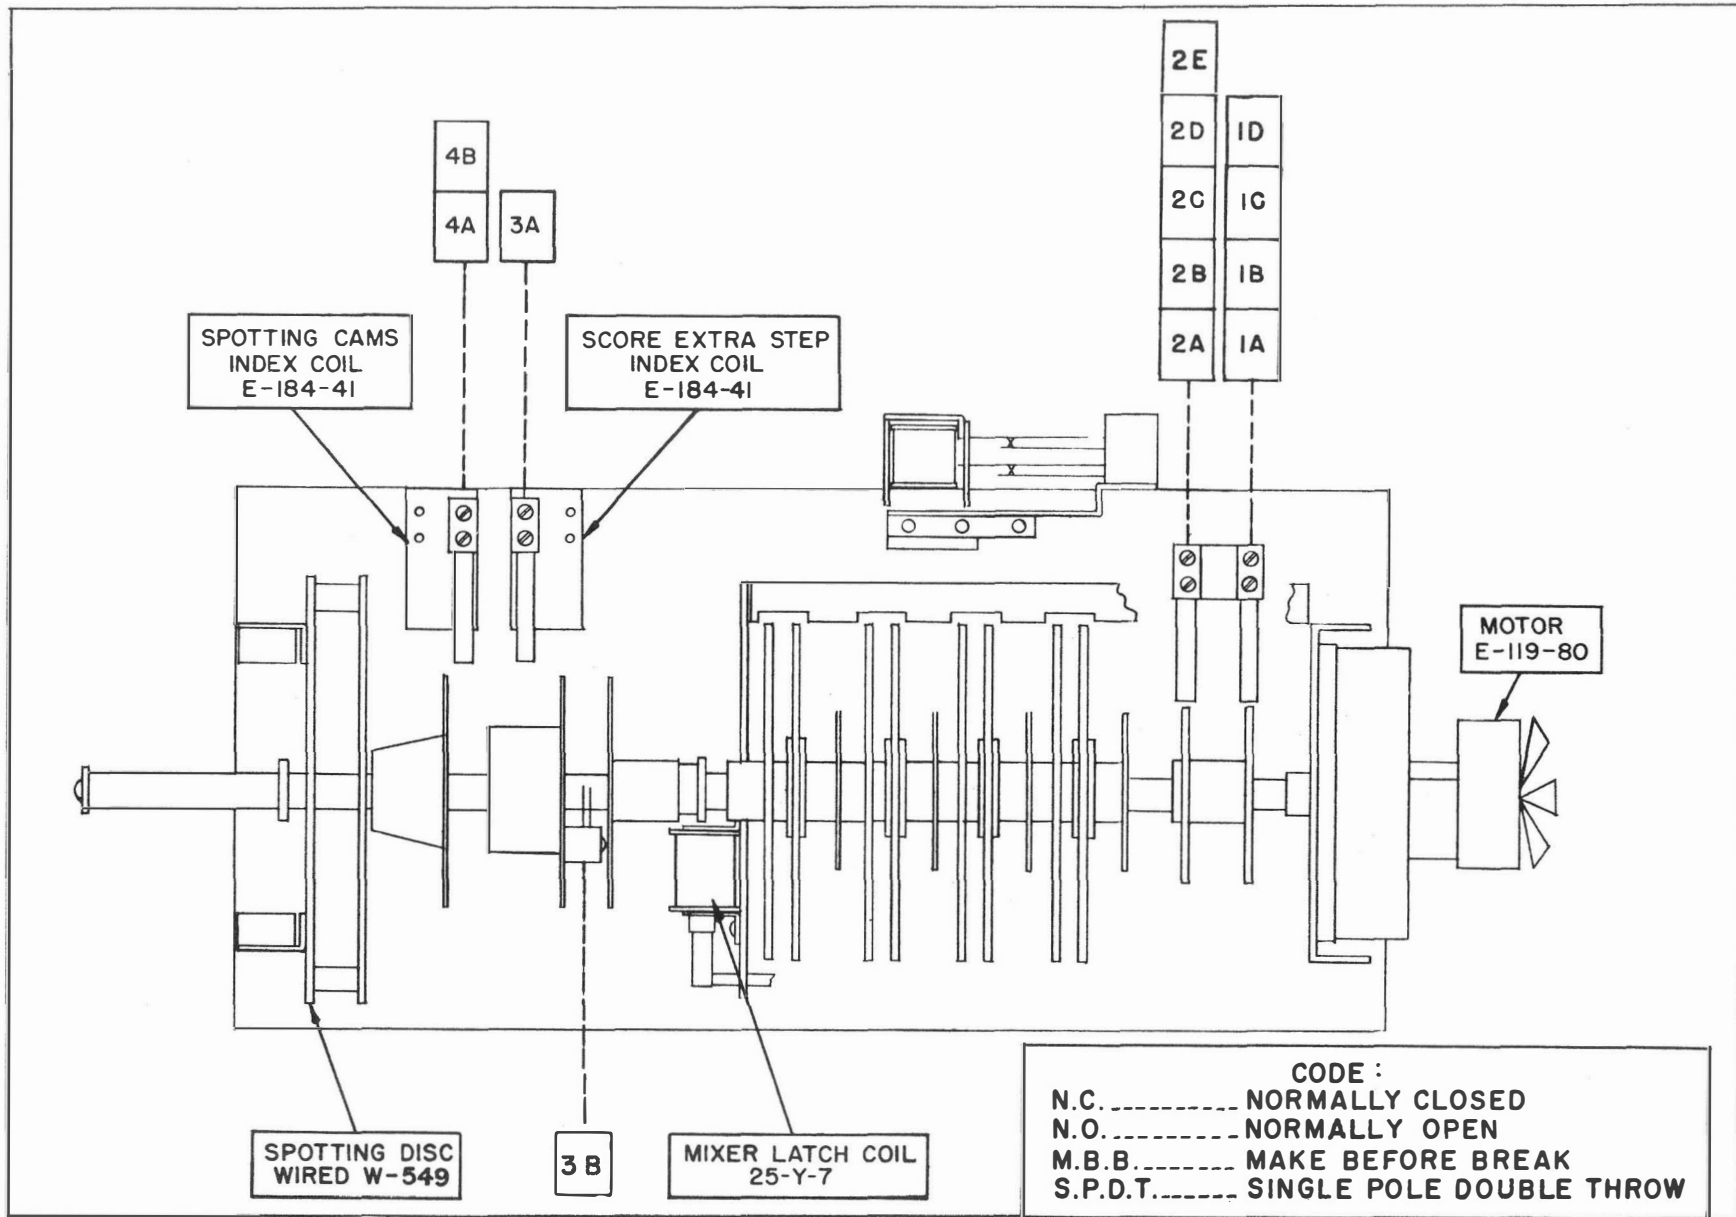 2E
2D
1D
2C
1C
2B
1B
2A
1A
4B
4A
3A
SPOTTING CAMS
INDEX COIL
E-184-41
SCORE EXTRA STEP
INDEX COIL
E-184-41
MOTOR
E-119-80
SPOTTING DISC
WIRED W-549
3B
MIXER LATCH COIL
25-Y-7
CODE :
N.C. ---------- NORMALLY CLOSED
N.O. --------- NORMALLY OPEN
M.B.B. ------- MAKE BEFORE BREAK
S.P.D.T. ------ SINGLE POLE DOUBLE THROW